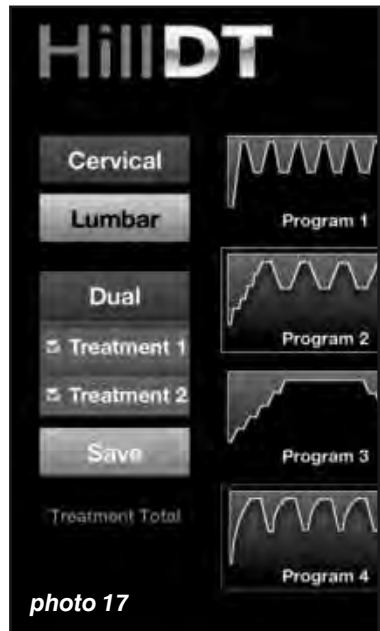 HillDT
Cervical
Lumbar
Dual
Treatment 1
Treatment 2
Save
Treatment Total
Program 1
Program 2
Program 3
Program 4
photo 17